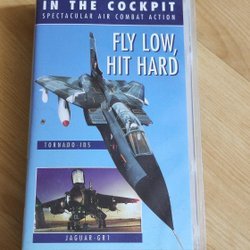 IN THE COCKPIT
SPECTACULAR AIR COMBAT ACTION
FLY LOW,
HIT HARD
TORNADO-IDS
JAGUAR-GR1